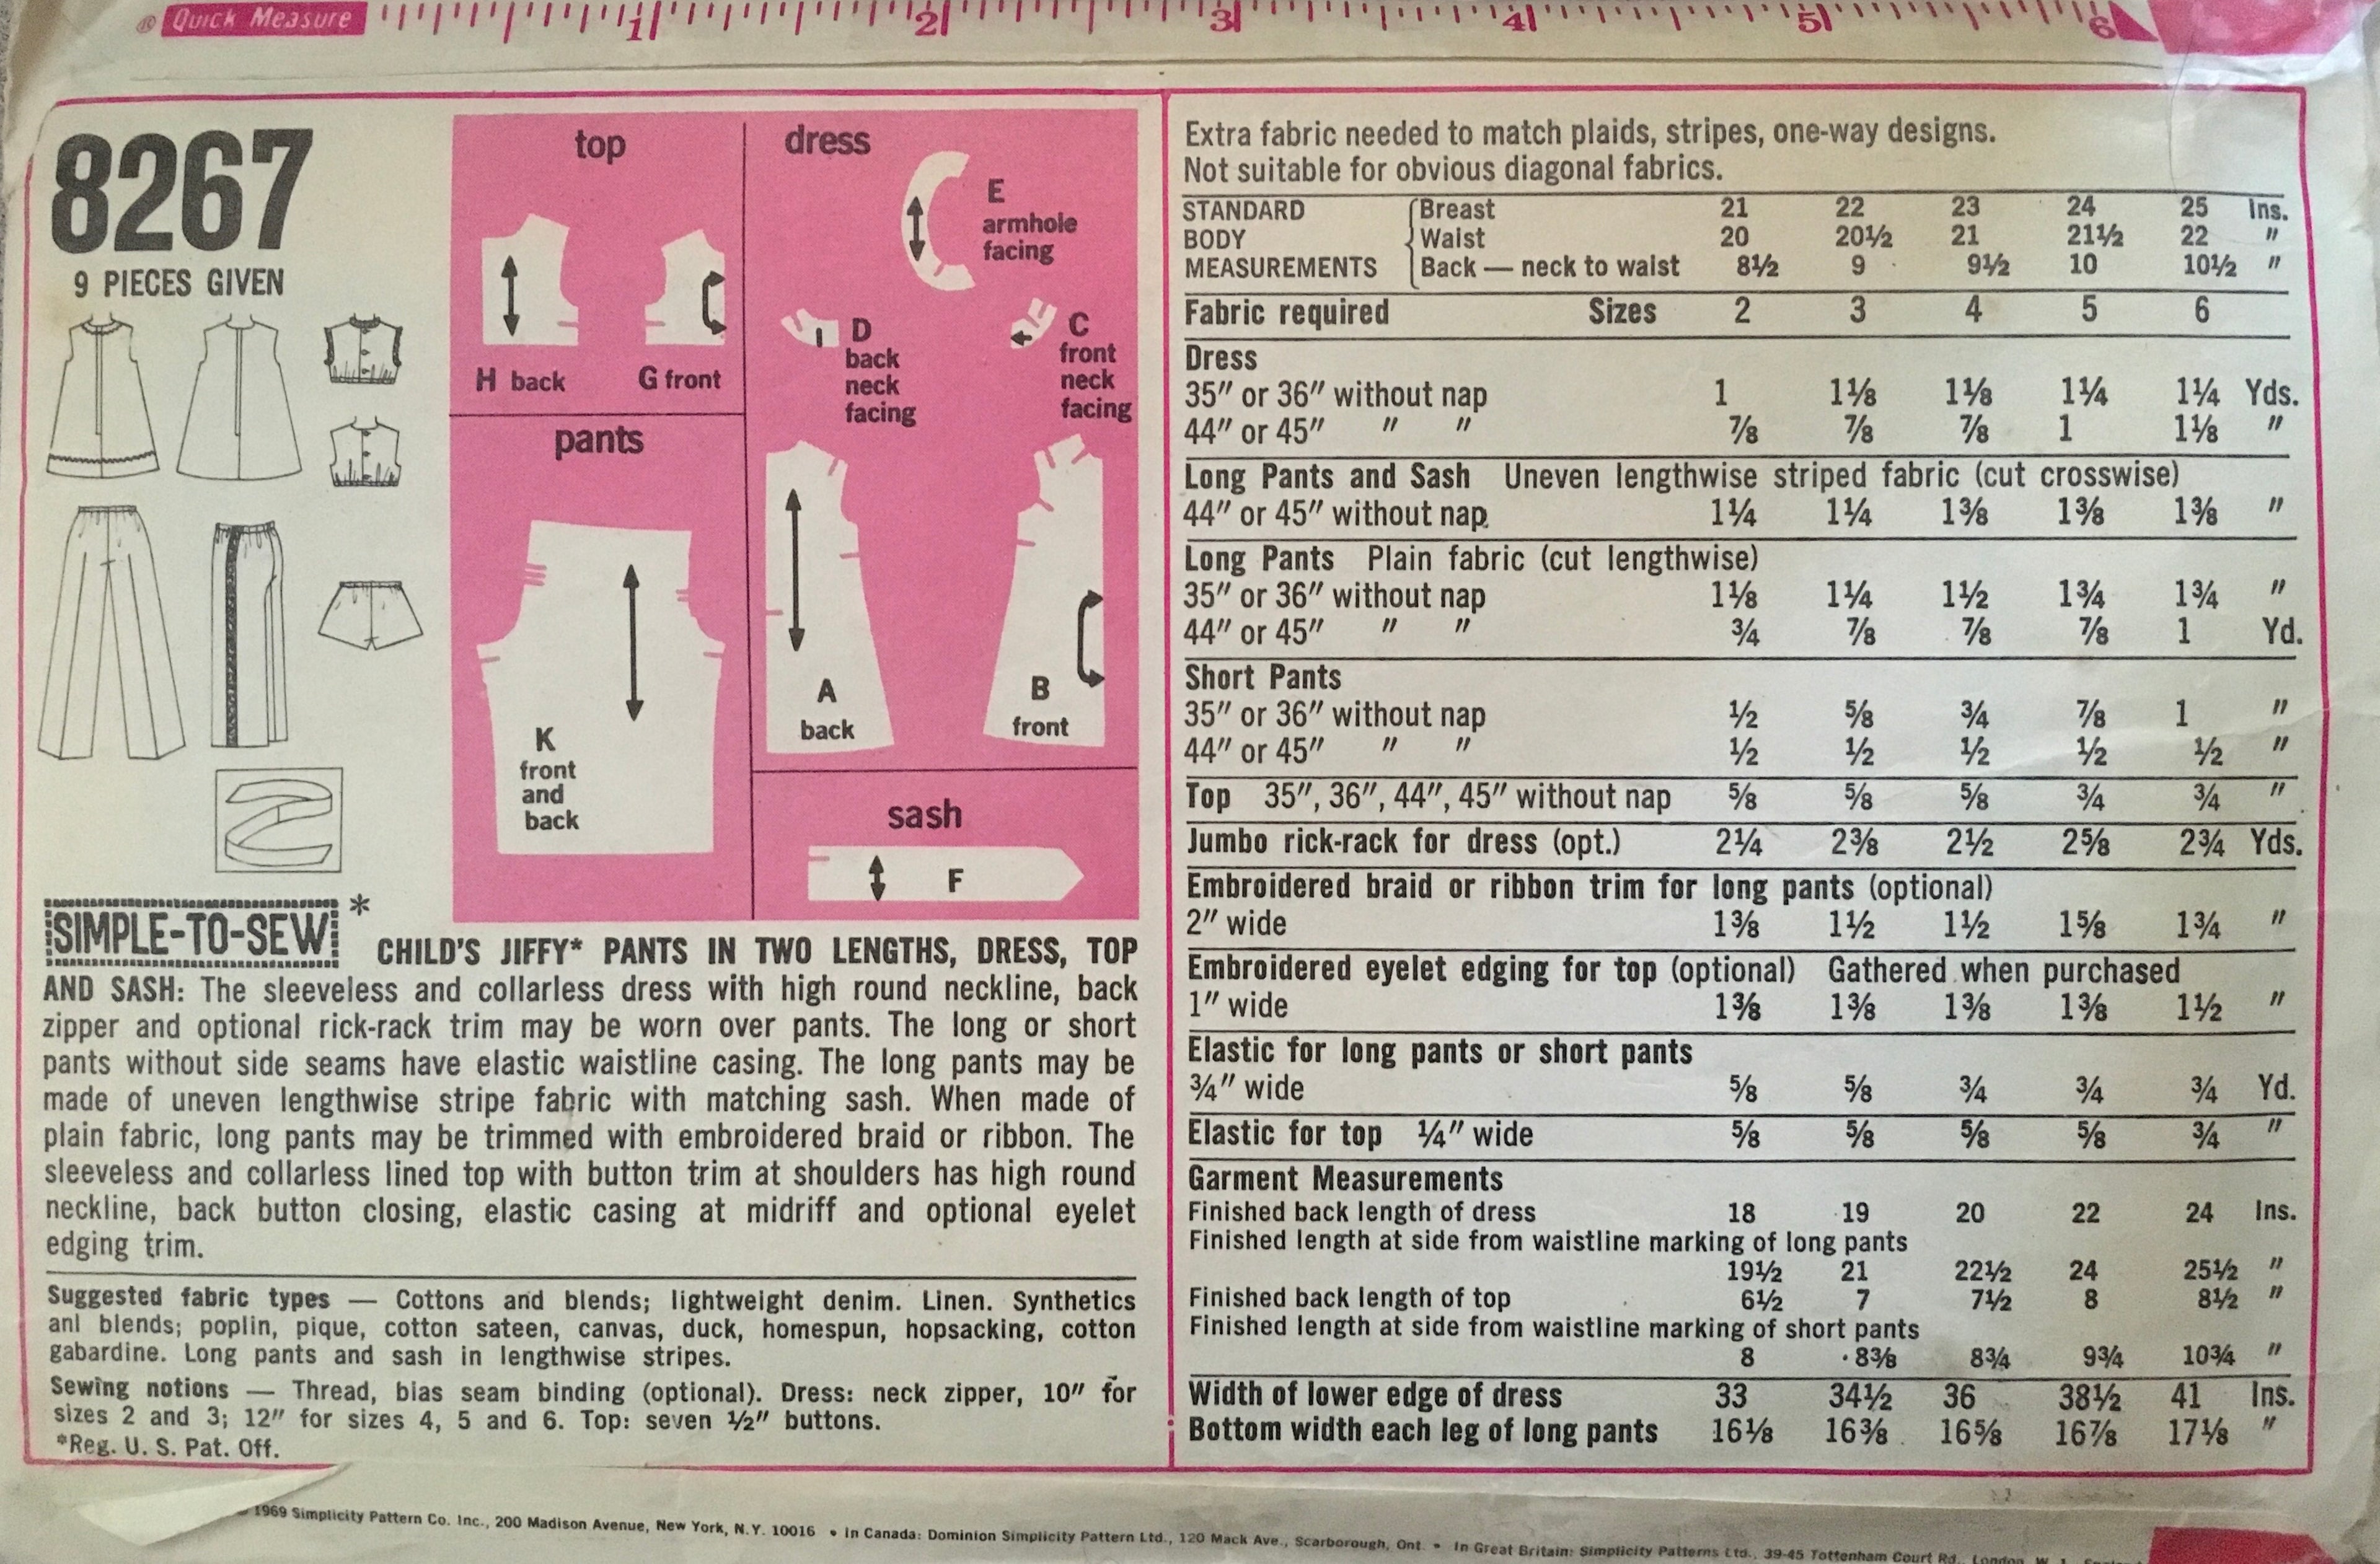 ® Quick Measure 1 2 3 4 5 6
8267
9 PIECES GIVEN
top
H back
G front
pants
K
front
and
back
dress
E
armhole
facing
D
back
neck
facing
C
front
neck
facing
A
back
B
front
sash
F
SIMPLE-TO-SEW *
CHILD'S JIFFY* PANTS IN TWO LENGTHS, DRESS, TOP
AND SASH: The sleeveless and collarless dress with high round neckline, back
zipper and optional rick-rack trim may be worn over pants. The long or short
pants without side seams have elastic waistline casing. The long pants may be
made of uneven lengthwise stripe fabric with matching sash. When made of
plain fabric, long pants may be trimmed with embroidered braid or ribbon. The
sleeveless and collarless lined top with button trim at shoulders has high round
neckline, back button closing, elastic casing at midriff and optional eyelet
edging trim.
Suggested fabric types — Cottons and blends; lightweight denim. Linen. Synthetics
anl blends; poplin, pique, cotton sateen, canvas, duck, homespun, hopsacking, cotton
gabardine. Long pants and sash in lengthwise stripes.
Sewing notions — Thread, bias seam binding (optional). Dress: neck zipper, 10″ for
sizes 2 and 3; 12″ for sizes 4, 5 and 6. Top: seven ½″ buttons.
*Reg. U. S. Pat. Off.
Extra fabric needed to match plaids, stripes, one-way designs.
Not suitable for obvious diagonal fabrics.
STANDARD Breast 21 22 23 24 25 Ins.
BODY Waist 20 20½ 21 21½ 22 ″
MEASUREMENTS Back — neck to waist 8½ 9 9½ 10 10½ ″
Fabric required Sizes 2 3 4 5 6
Dress
35″ or 36″ without nap 1 1⅛ 1⅛ 1¼ 1¼ Yds.
44″ or 45″ ″ ″ ⅞ ⅞ ⅞ 1 1⅛ ″
Long Pants and Sash Uneven lengthwise striped fabric (cut crosswise)
44″ or 45″ without nap 1¼ 1¼ 1⅜ 1⅜ 1⅜ ″
Long Pants Plain fabric (cut lengthwise)
35″ or 36″ without nap 1⅛ 1¼ 1½ 1¾ 1¾ ″
44″ or 45″ ″ ″ ¾ ⅞ ⅞ ⅞ 1 Yd.
Short Pants
35″ or 36″ without nap ½ ⅝ ¾ ⅞ 1 ″
44″ or 45″ ″ ″ ½ ½ ½ ½ ½ ″
Top 35″, 36″, 44″, 45″ without nap ⅝ ⅝ ⅝ ¾ ¾ ″
Jumbo rick-rack for dress (opt.) 2¼ 2⅜ 2½ 2⅝ 2¾ Yds.
Embroidered braid or ribbon trim for long pants (optional)
2″ wide 1⅜ 1½ 1½ 1⅝ 1¾ ″
Embroidered eyelet edging for top (optional) Gathered when purchased
1″ wide 1⅜ 1⅜ 1⅜ 1⅜ 1½ ″
Elastic for long pants or short pants
¾″ wide ⅝ ⅝ ¾ ¾ ¾ Yd.
Elastic for top ¼″ wide ⅝ ⅝ ⅝ ⅝ ¾ ″
Garment Measurements
Finished back length of dress 18 19 20 22 24 Ins.
Finished length at side from waistline marking of long pants
19½ 21 22½ 24 25½ ″
Finished back length of top 6½ 7 7½ 8 8½ ″
Finished length at side from waistline marking of short pants
8 8⅜ 8¾ 9¾ 10¾ ″
Width of lower edge of dress 33 34½ 36 38½ 41 Ins.
Bottom width each leg of long pants 16⅛ 16⅜ 16⅝ 16⅞ 17⅛ ″
1969 Simplicity Pattern Co. Inc., 200 Madison Avenue, New York, N.Y. 10016 • In Canada: Dominion Simplicity Pattern Ltd., 120 Mack Ave., Scarborough, Ont. • In Great Britain: Simplicity Patterns Ltd., 39-45 Tottenham Court Rd., London, W. 1.